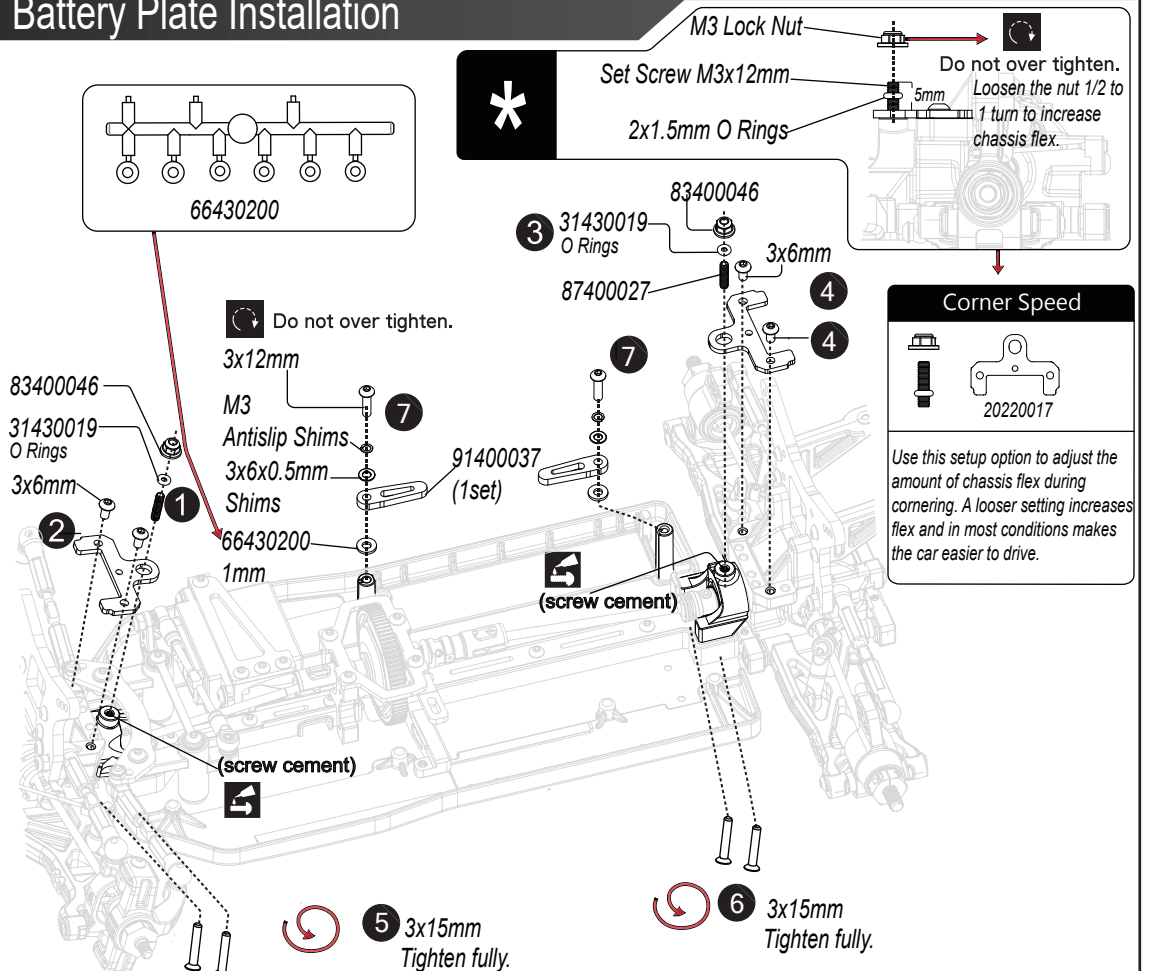 Battery Plate Installation
*
M3 Lock Nut
Set Screw M3x12mm
2x1.5mm O Rings
5mm
Do not over tighten.
Loosen the nut 1/2 to
1 turn to increase
chassis flex.
66430200
Corner Speed
20220017
Use this setup option to adjust the
amount of chassis flex during
cornering. A looser setting increases
flex and in most conditions makes
the car easier to drive.
83400046
3
31430019
O Rings
87400027
3x6mm
4
4
Do not over tighten.
3x12mm
7
M3
Antislip Shims
3x6x0.5mm
Shims
66430200
1mm
91400037
(1set)
7
83400046
31430019
O Rings
3x6mm
1
2
(screw cement)
(screw cement)
5
3x15mm
Tighten fully.
6
3x15mm
Tighten fully.